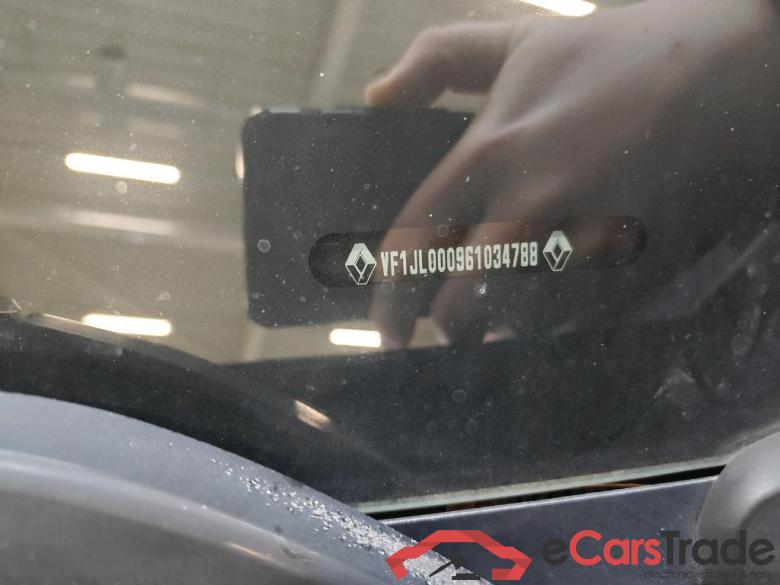 VF1JL000961034788
eCarsTrade
electronic, efficient & easy